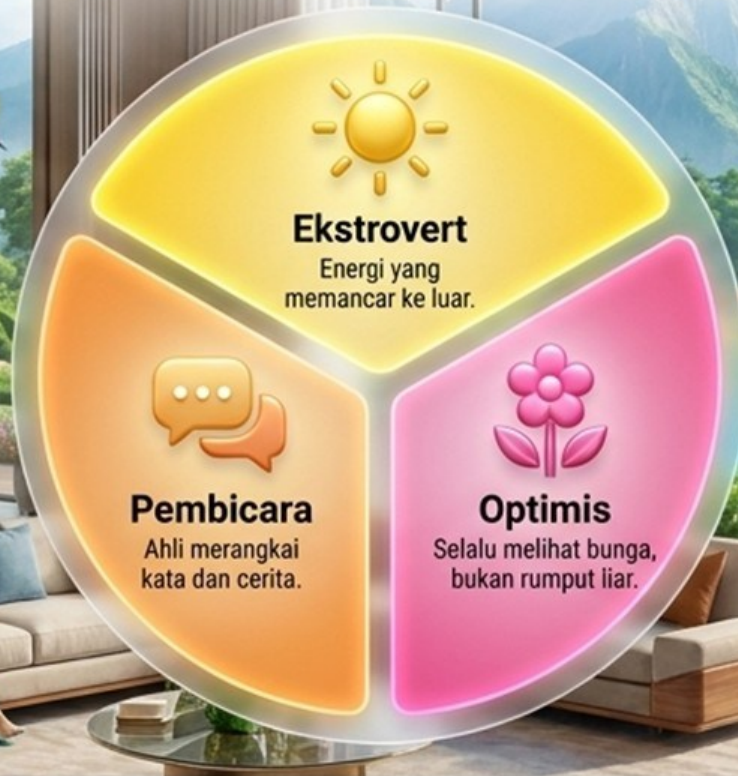 Ekstrovert
Energi yang
memancar ke luar.
Pembicara
Ahli merangkai
kata dan cerita.
Optimis
Selalu melihat bunga,
bukan rumput liar.